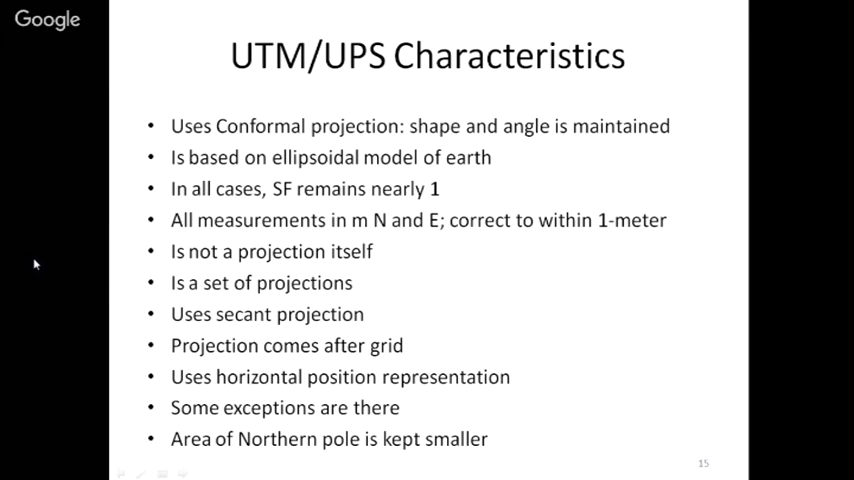 Google
UTM/UPS Characteristics
• Uses Conformal projection: shape and angle is maintained
• Is based on ellipsoidal model of earth
• In all cases, SF remains nearly 1
• All measurements in m N and E; correct to within 1-meter
• Is not a projection itself
• Is a set of projections
• Uses secant projection
• Projection comes after grid
• Uses horizontal position representation
• Some exceptions are there
• Area of Northern pole is kept smaller
15